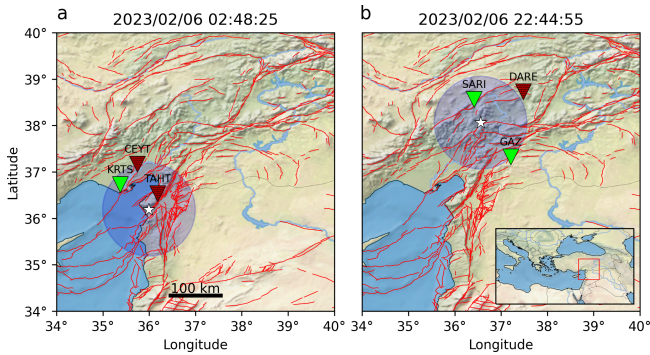 a
2023/02/06 02:48:25
b
2023/02/06 22:44:55
40°
39°
38°
37°
36°
35°
34°
Latitude
CEYT
KRTS
TAHT
100 km
SARI
DARE
GAZ
34 35° 36° 37° 38° 39° 40°
34 35° 36° 37° 38° 39° 40°
Longitude
Longitude